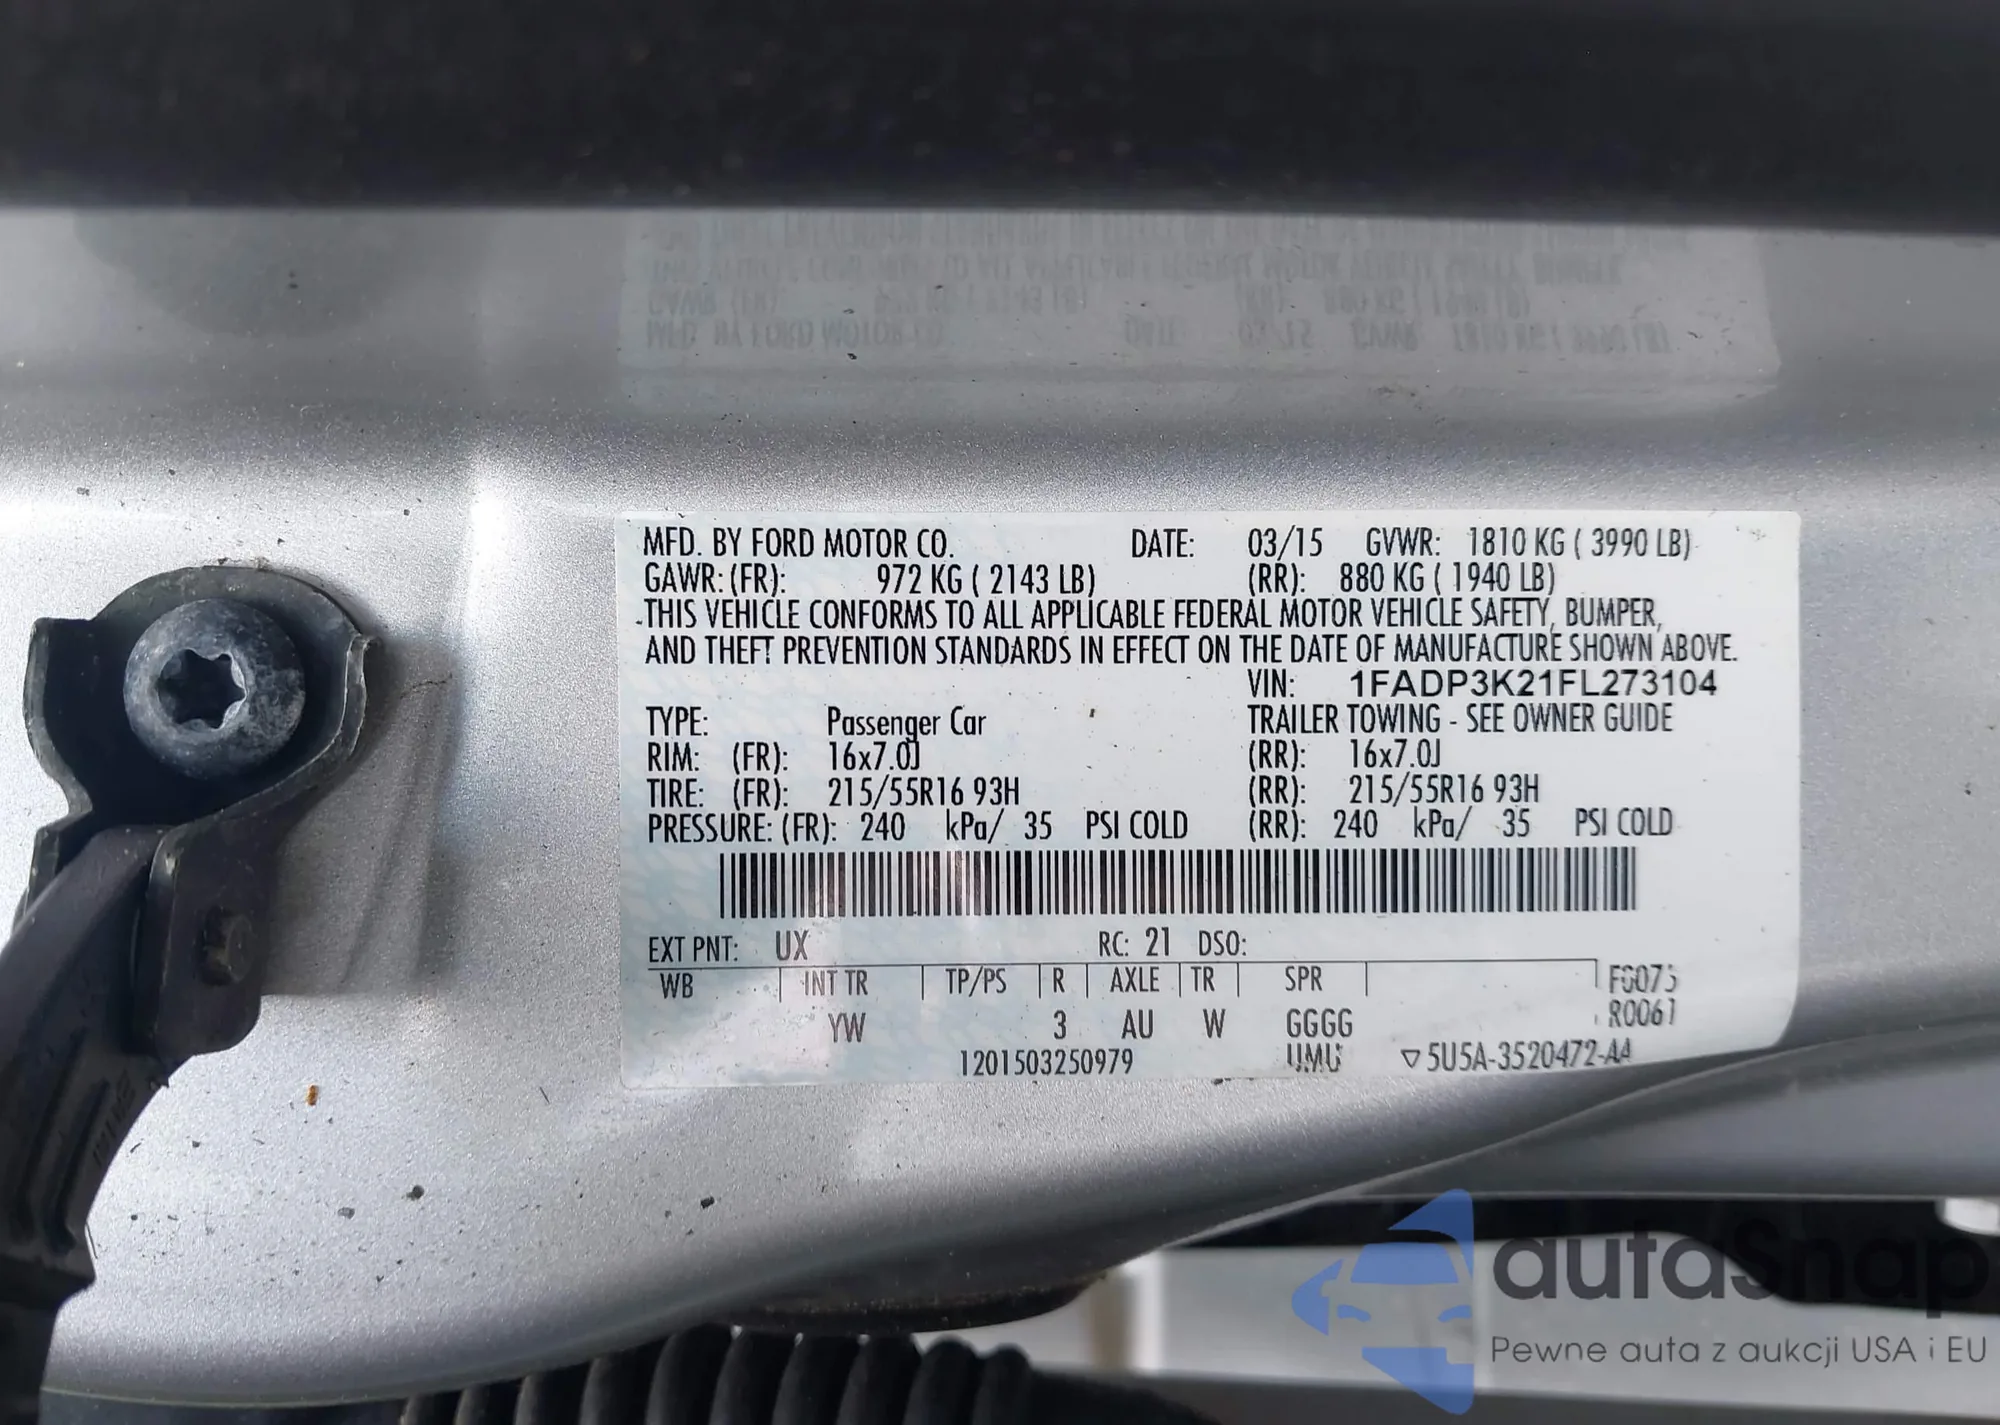 MFD. BY FORD MOTOR CO. DATE: 03/15 GVWR: 1810 KG ( 3990 LB)
GAWR: (FR): 972 KG ( 2143 LB) (RR): 880 KG ( 1940 LB)
THIS VEHICLE CONFORMS TO ALL APPLICABLE FEDERAL MOTOR VEHICLE SAFETY, BUMPER,
AND THEFT PREVENTION STANDARDS IN EFFECT ON THE DATE OF MANUFACTURE SHOWN ABOVE.
VIN: 1FADP3K21FL273104
TYPE: Passenger Car TRAILER TOWING - SEE OWNER GUIDE
RIM: (FR): 16x7.0J (RR): 16x7.0J
TIRE: (FR): 215/55R16 93H (RR): 215/55R16 93H
PRESSURE: (FR): 240 kPa/ 35 PSI COLD (RR): 240 kPa/ 35 PSI COLD
EXT PNT: UX RC: 21 DSO:
WB INT TR TP/PS R AXLE TR SPR
YW 3 AU W GGGG R0061
1201503250979 UMU ▽5U5A-3520472-AA
autaSnap
Pewne auta z aukcji USA i EU